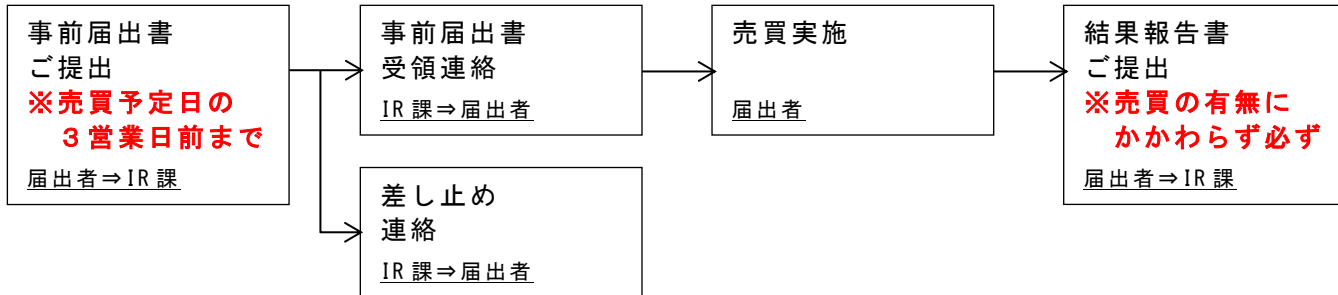 事前届出書
ご提出
※売買予定日の
３営業日前まで
届出者⇒IR課
事前届出書
受領連絡
IR課⇒届出者
差し止め
連絡
IR課⇒届出者
売買実施
届出者
結果報告書
ご提出
※売買の有無に
かかわらず必ず
届出者⇒IR課